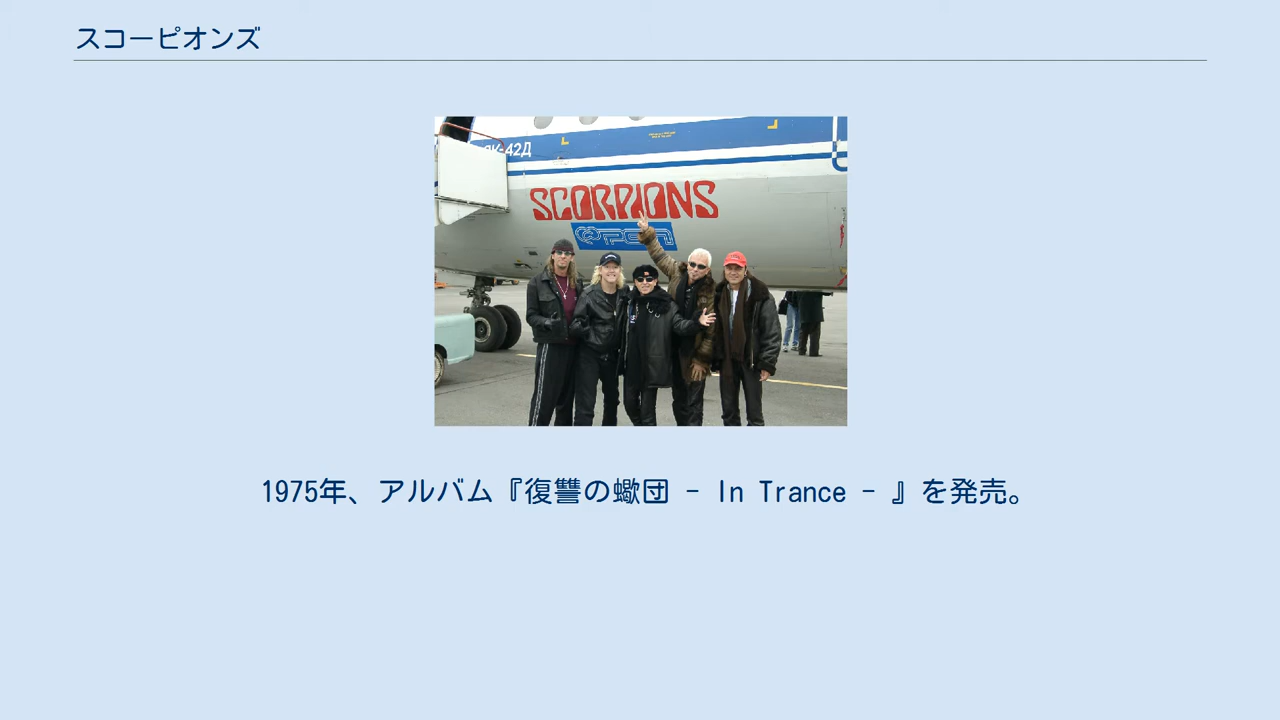 スコーピオンズ
42Д
SCORPIONS
1975年、アルバム『復讐の蠍団 - In Trance - 』を発売。